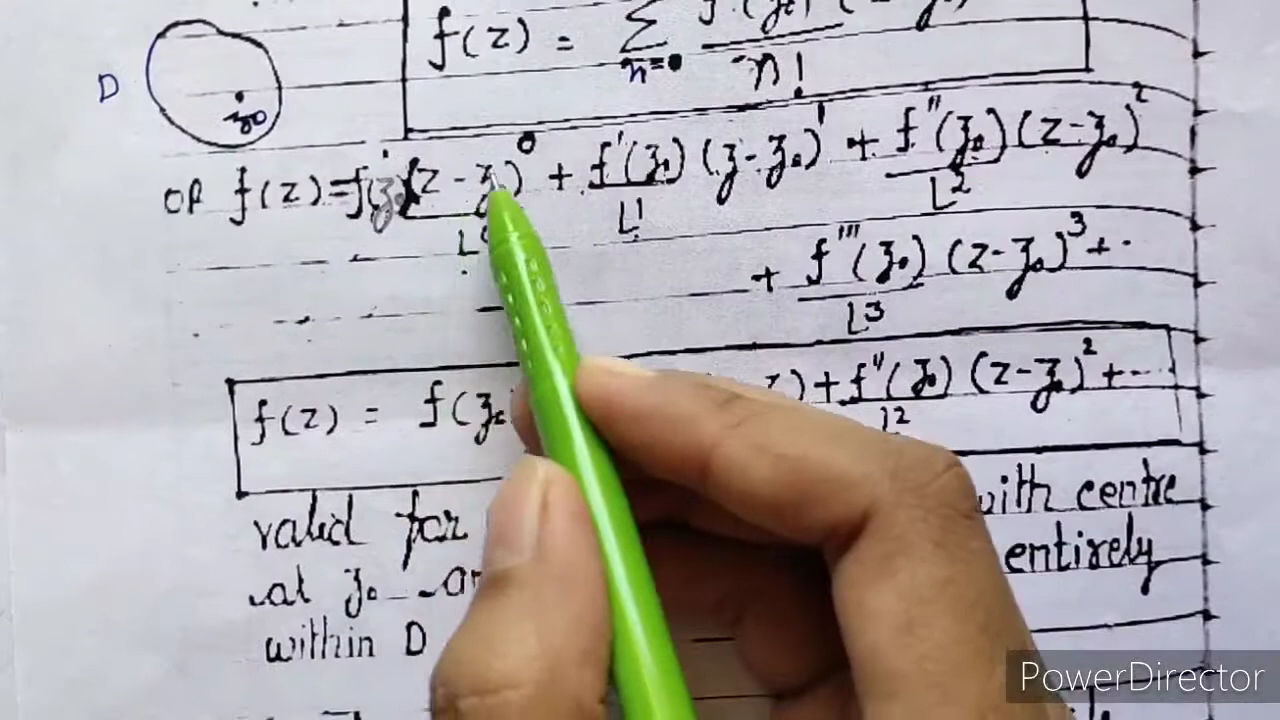 f(z) = Σ n=0 n!
D
z₀
OR f(z) = f(z₀)(z - z₀)⁰ + f'(z₀) (z - z₀)¹ + f''(z₀) (z - z₀)²
L1 L2
+ f'''(z₀) (z - z₀)³ + ..
L3
f(z) = f(z₀ ) + f''(z₀) (z - z₀)² + ....
L2
valid for with centre
at z₀ entirely
within D
PowerDirector